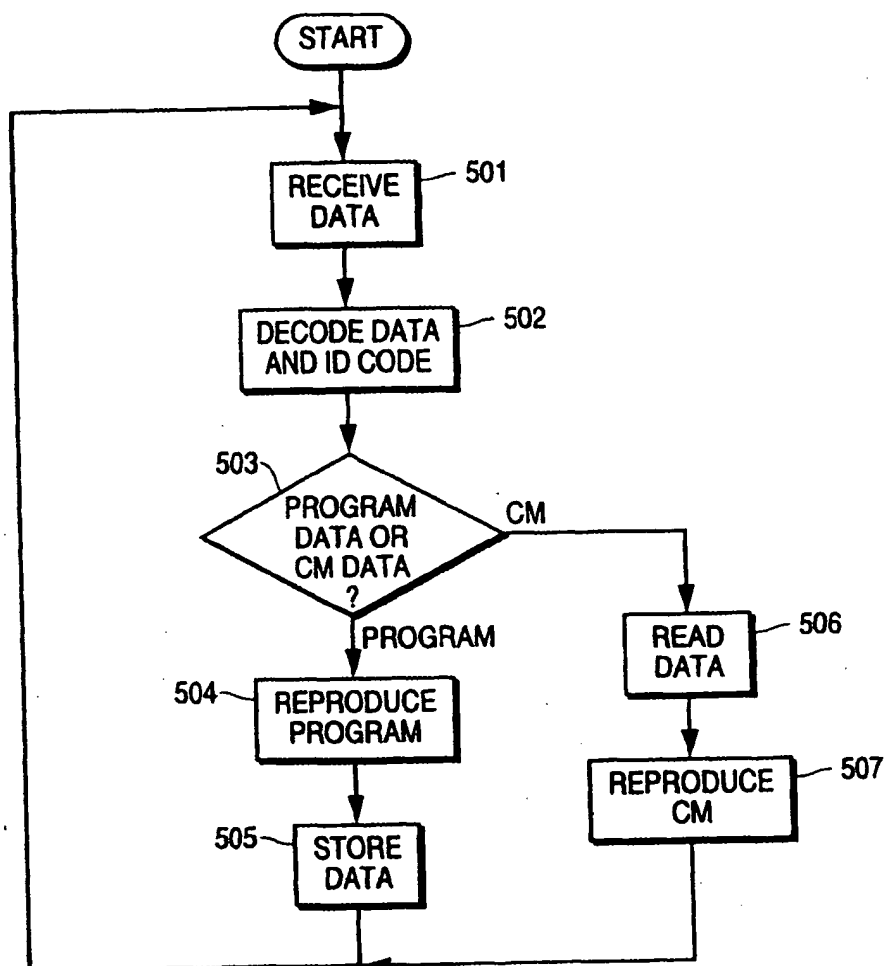 START
RECEIVE
DATA
501
DECODE DATA
AND ID CODE
502
503
PROGRAM
DATA OR
CM DATA
?
CM
PROGRAM
504
REPRODUCE
PROGRAM
READ
DATA
506
REPRODUCE
CM
507
505
STORE
DATA